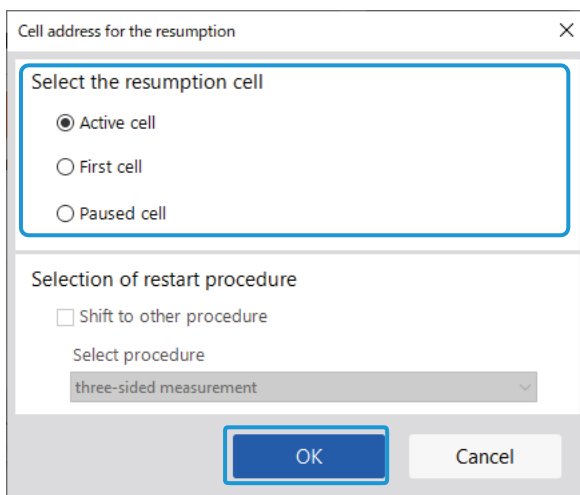 Cell address for the resumption
Select the resumption cell
Active cell
First cell
Paused cell
Selection of restart procedure
Shift to other procedure
Select procedure
three-sided measurement
OK Cancel